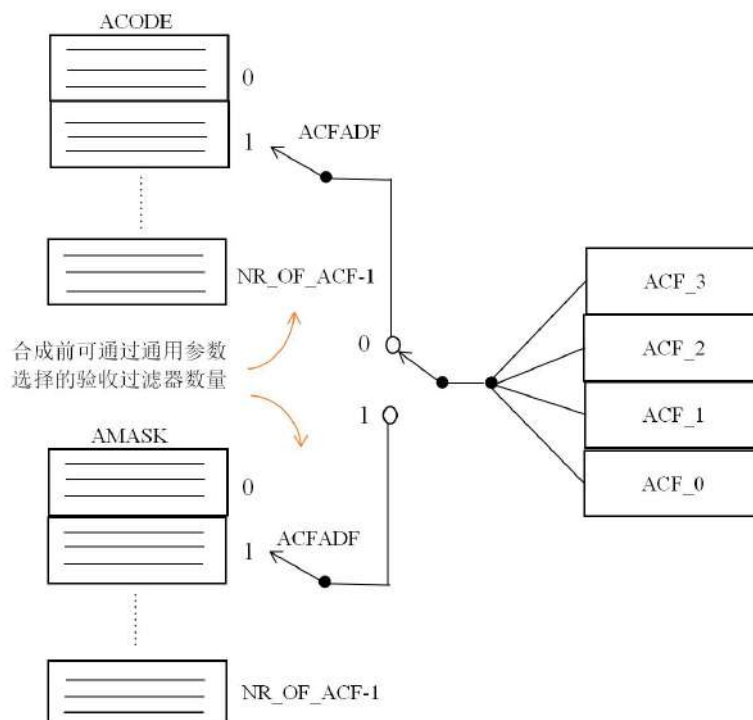 ACODE
0
1
ACFADF
NR_OF_ACF-1
合成前可通过通用参数
选择的验收过滤器数量
0
1
ACF_3
ACF_2
ACF_1
ACF_0
AMASK
0
1
ACFADF
NR_OF_ACF-1